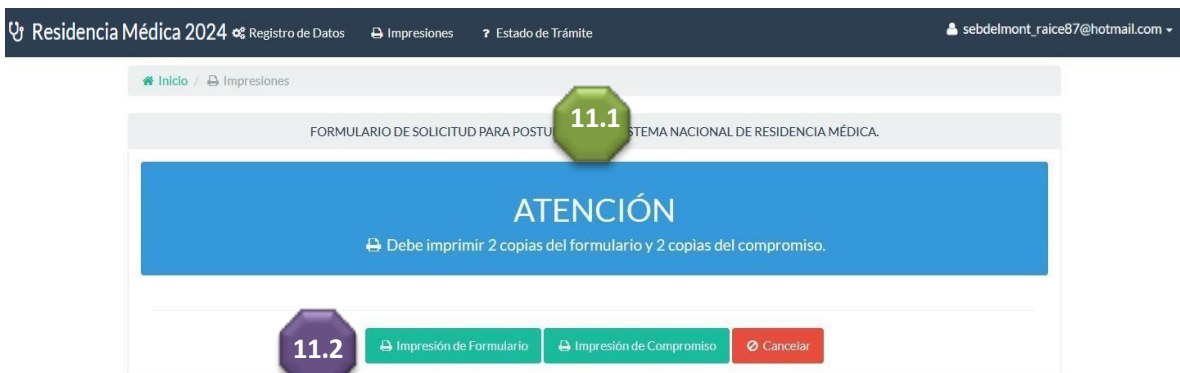 Residencia Médica 2024 Registro de Datos Impresiones ? Estado de Trámite sebdelmont_raice87@hotmail.com
Inicio / Impresiones
11.1
FORMULARIO DE SOLICITUD PARA NACIONAL DE RESIDENCIA MÉDICA.
ATENCIÓN
Debe imprimir 2 copias del formulario y 2 copias del compromiso.
11.2
Impresión de Formulario Impresión de Compromiso Cancelar